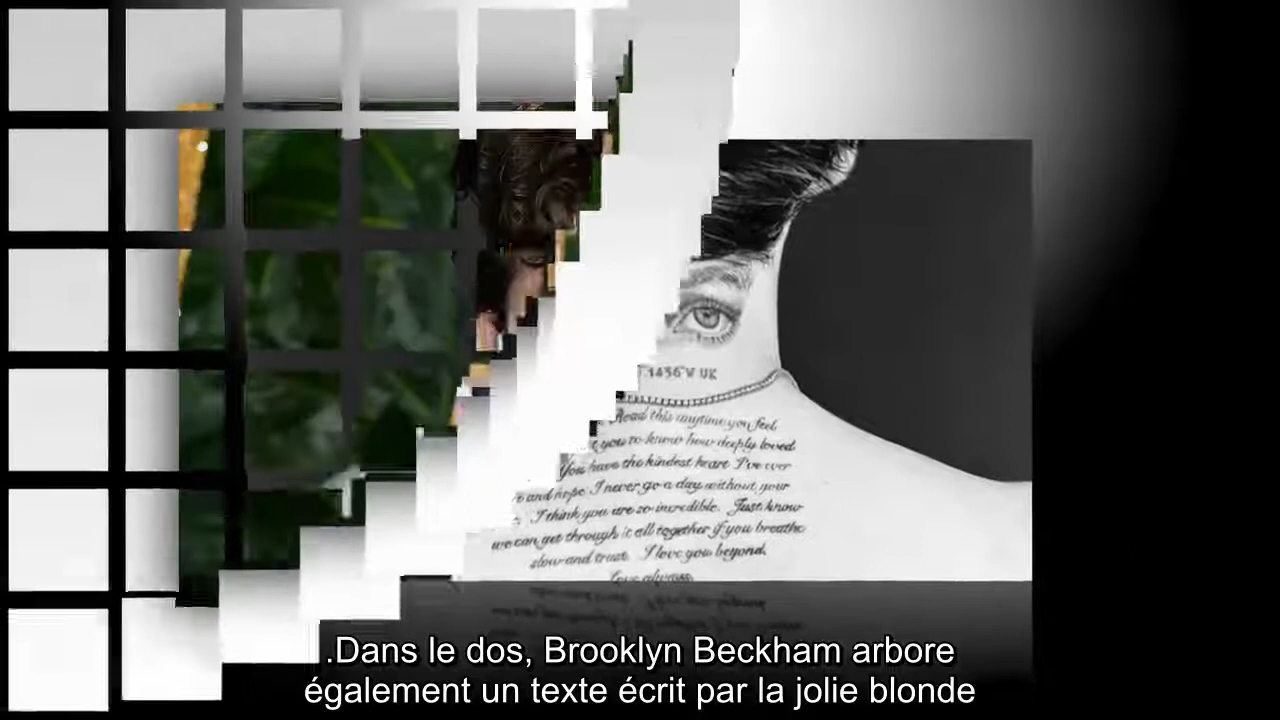 1436 W UK
Read this anytime you feel
you to know how deeply loved
You have the kindest heart I've ever
and hope I never go a day without your
I think you are so incredible. Just know
we can get through it all together if you breathe
slow and trust. I love you beyond.
Love always
.Dans le dos, Brooklyn Beckham arbore
également un texte écrit par la jolie blonde